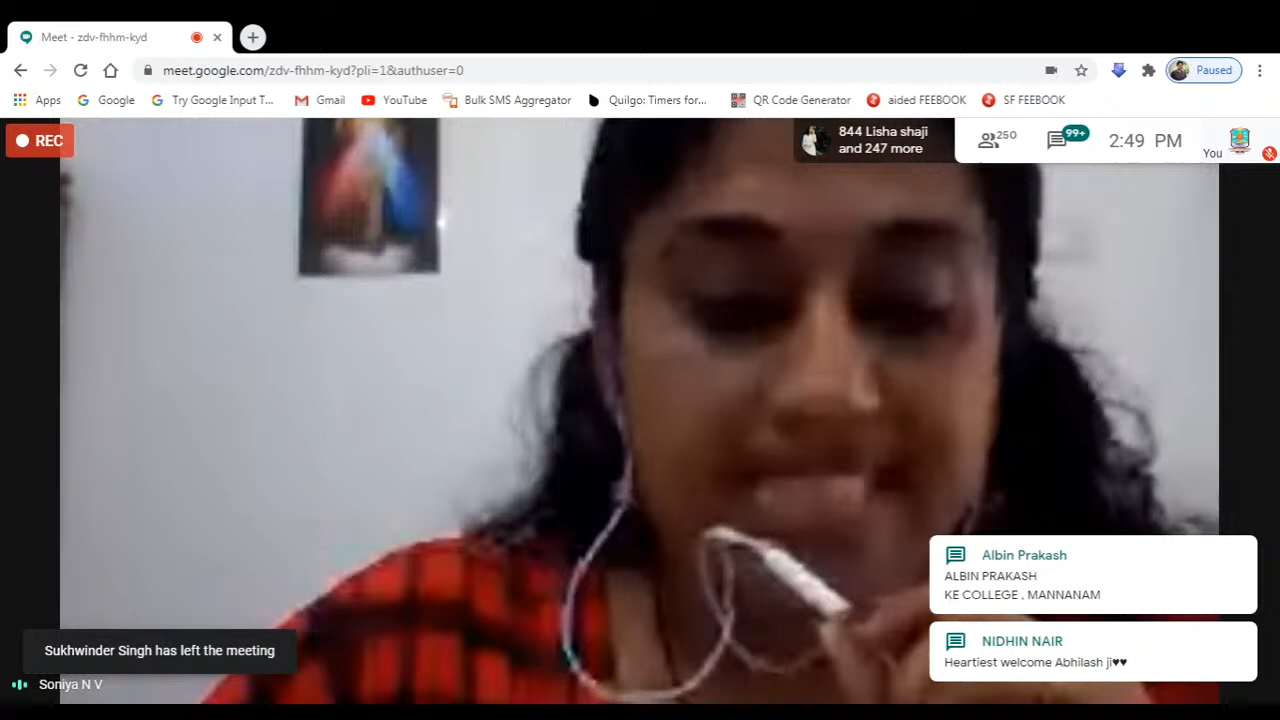 Meet - zdv-fhhm-kyd
meet.google.com/zdv-fhhm-kyd?pli=1&authuser=0
Paused
Apps
Google
Try Google Input T...
Gmail
YouTube
Bulk SMS Aggregator
Quilgo: Timers for...
QR Code Generator
aided FEEBOOK
SF FEEBOOK
REC
844 Lisha shaji
and 247 more
250
99+
2:49 PM
You
Albin Prakash
ALBIN PRAKASH
KE COLLEGE , MANNANAM
NIDHIN NAIR
Heartiest welcome Abhilash ji♥♥
Sukhwinder Singh has left the meeting
Soniya N V